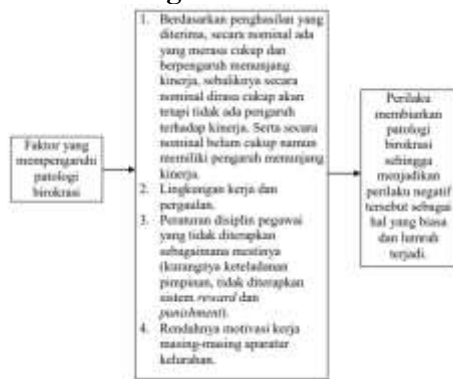 Faktor yang
mempengaruhi
patologi
birokrasi
1. Berdasarkan penghasilan yang
diterima, secara nominal ada
yang merasa cukup dan
berpengaruh menunjang
kinerja, sebaliknya secara
nominal dirasa cukup akan
tetapi tidak ada pengaruh
terhadap kinerja. Serta secara
nominal belum cukup namun
memiliki pengaruh menunjang
kinerja.
2. Lingkungan kerja dan
pergaulan.
3. Peraturan disiplin pegawai
yang tidak diterapkan
sebagaimana mestinya
(kurangnya keteladanan
pimpinan, tidak diterapkan
sistem reward dan
punishment).
4. Rendahnya motivasi kerja
masing-masing aparatur
kelurahan.
Perilaku
membiarkan
patologi
birokrasi
sehingga
menjadikan
perilaku negatif
tersebut sebagai
hal yang biasa
dan lumrah
terjadi.